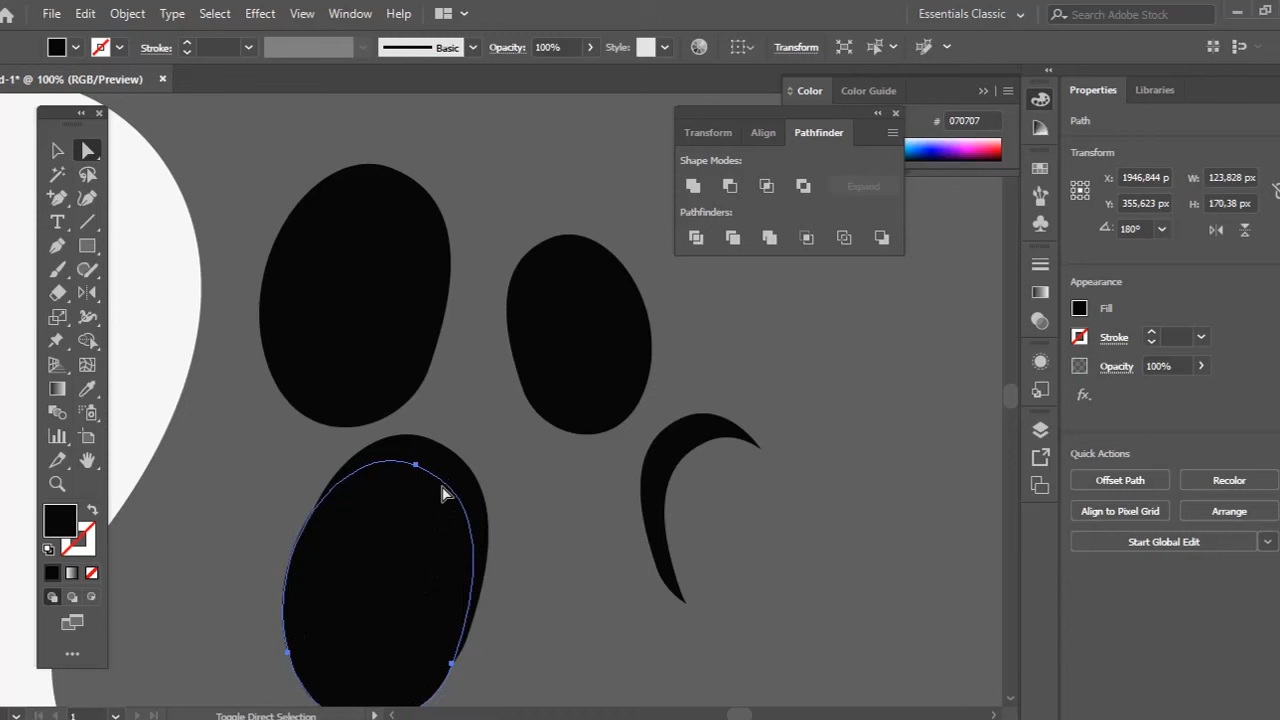 File Edit Object Type Select Effect View Window Help
Essentials Classic
Search Adobe Stock
Stroke:
Basic
Opacity: 100%
Style:
Transform
d-1* @ 100% (RGB/Preview)
Color Color Guide
# 070707
Transform Align Pathfinder
Shape Modes:
Expand
Pathfinders:
Properties Libraries
Path
Transform
X: 1946,844 p W: 123,828 px
Y: 355,623 px H: 170,38 px
180°
Appearance
Fill
Stroke
Opacity 100%
fx.
Quick Actions
Offset Path Recolor
Align to Pixel Grid Arrange
Start Global Edit
1
Toggle Direct Selection